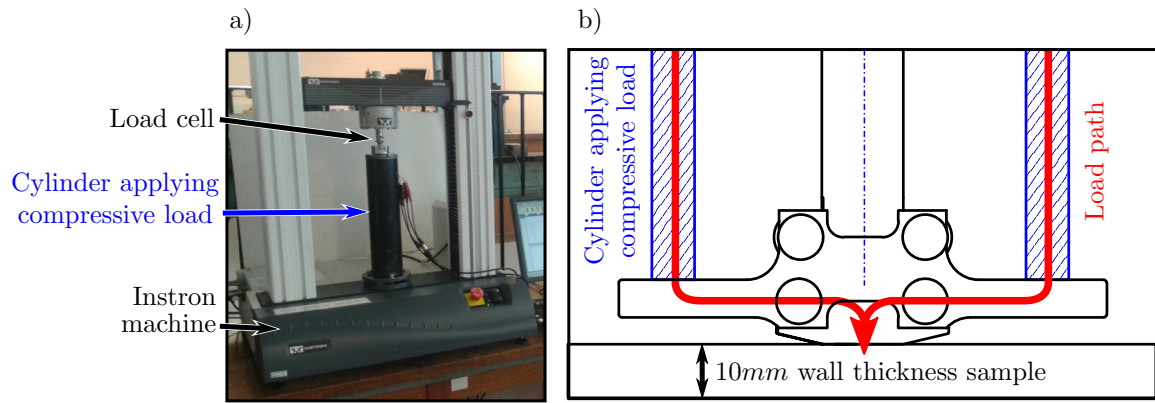 a)
Load cell
Cylinder applying
compressive load
Instron
machine
b)
Cylinder applying
compressive load
Load path
10mm wall thickness sample